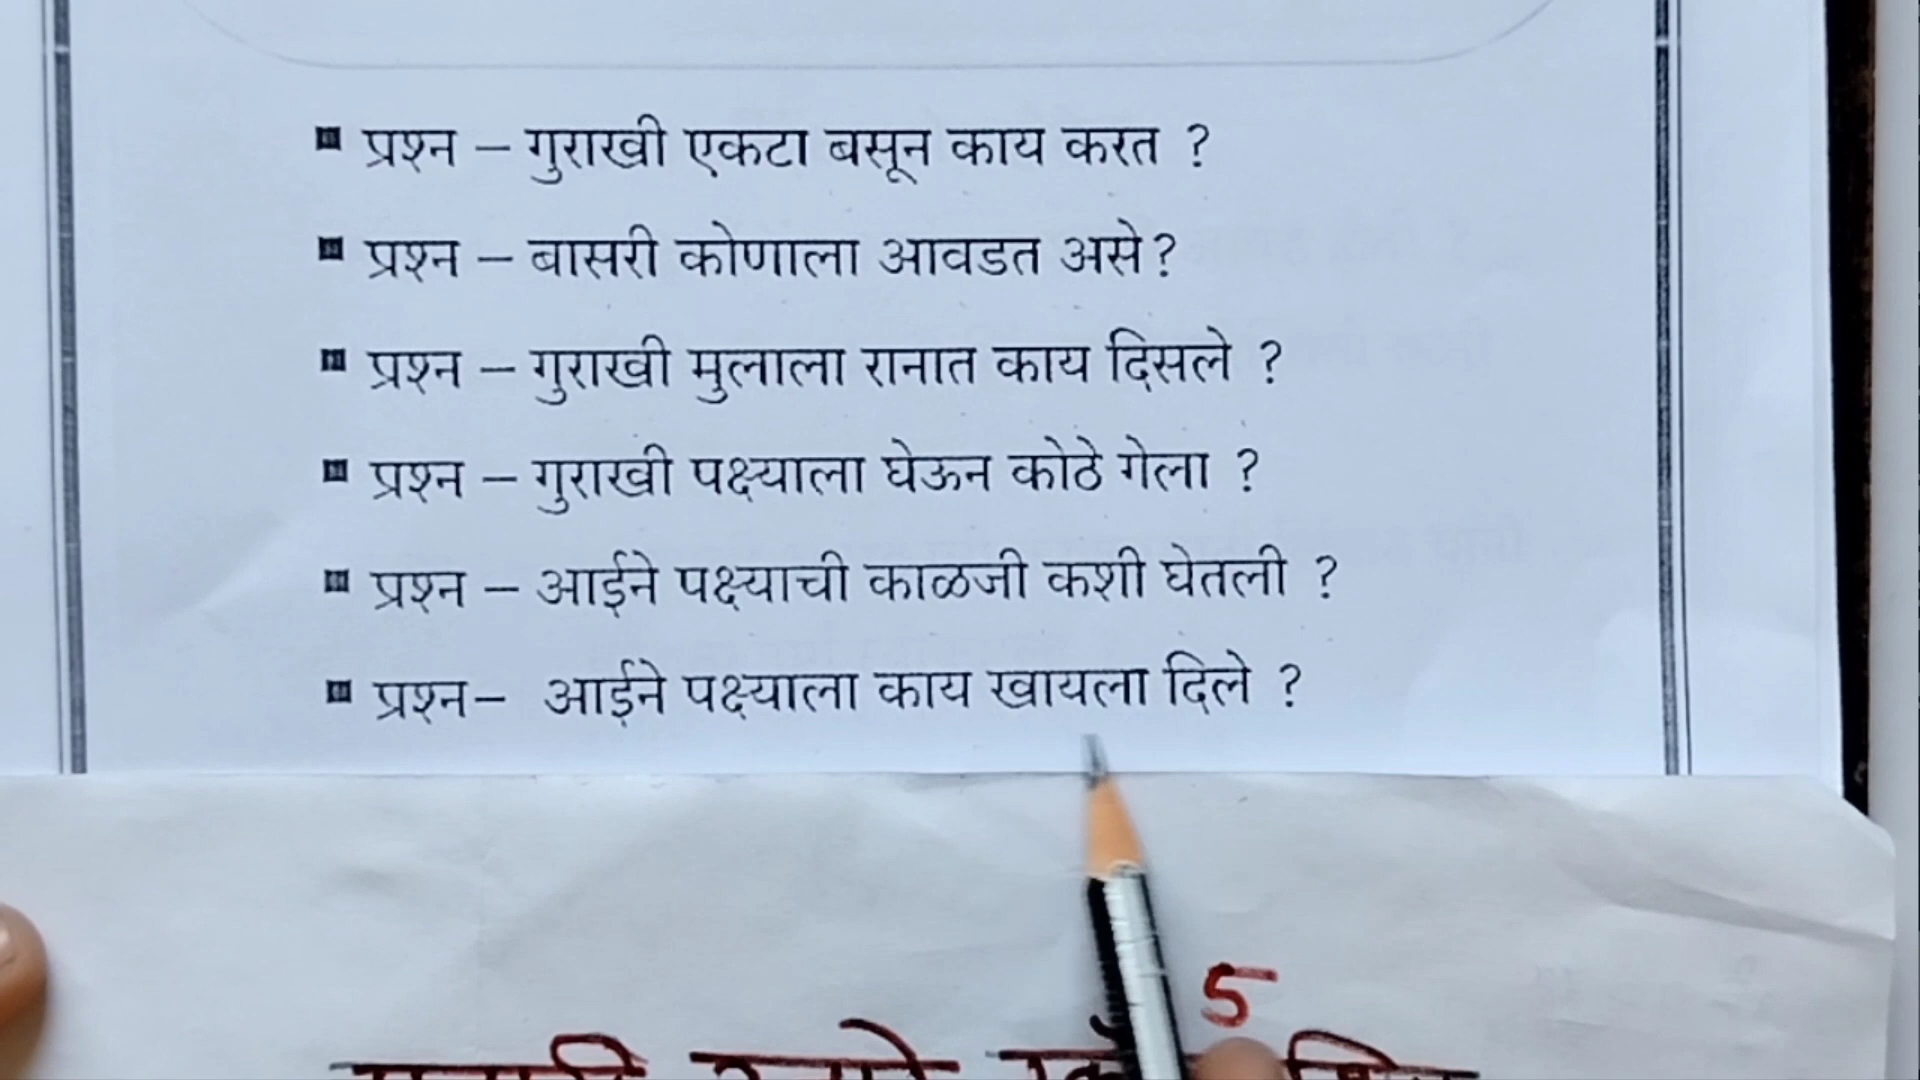 ▪ प्रश्न – गुराखी एकटा बसून काय करत ?
▪ प्रश्न – बासरी कोणाला आवडत असे?
▪ प्रश्न – गुराखी मुलाला रानात काय दिसले ?
▪ प्रश्न – गुराखी पक्ष्याला घेऊन कोठे गेला ?
▪ प्रश्न – आईने पक्ष्याची काळजी कशी घेतली ?
▪ प्रश्न– आईने पक्ष्याला काय खायला दिले ?
5